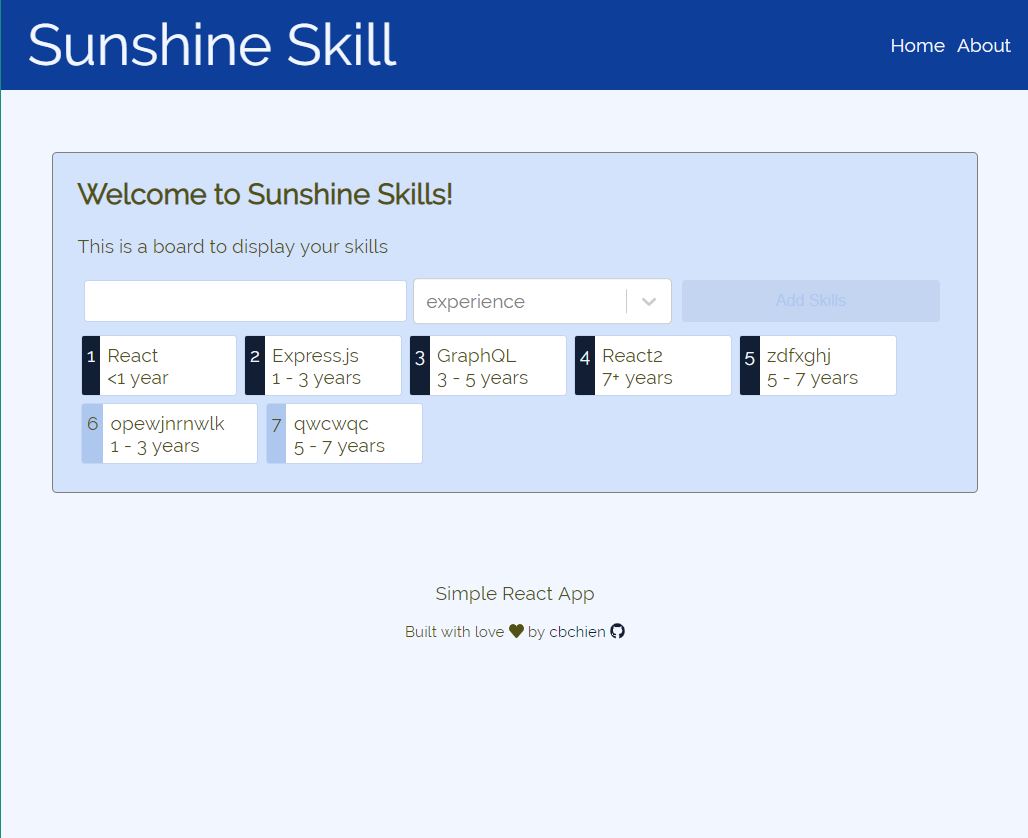 Sunshine Skill
Home About
Welcome to Sunshine Skills!
This is a board to display your skills
experience
Add Skills
1 React
<1 year
2 Express.js
1 - 3 years
3 GraphQL
3 - 5 years
4 React2
7+ years
5 zdfxghj
5 - 7 years
6 opewjnrnwlk
1 - 3 years
7 qwcwqc
5 - 7 years
Simple React App
Built with love by cbchien